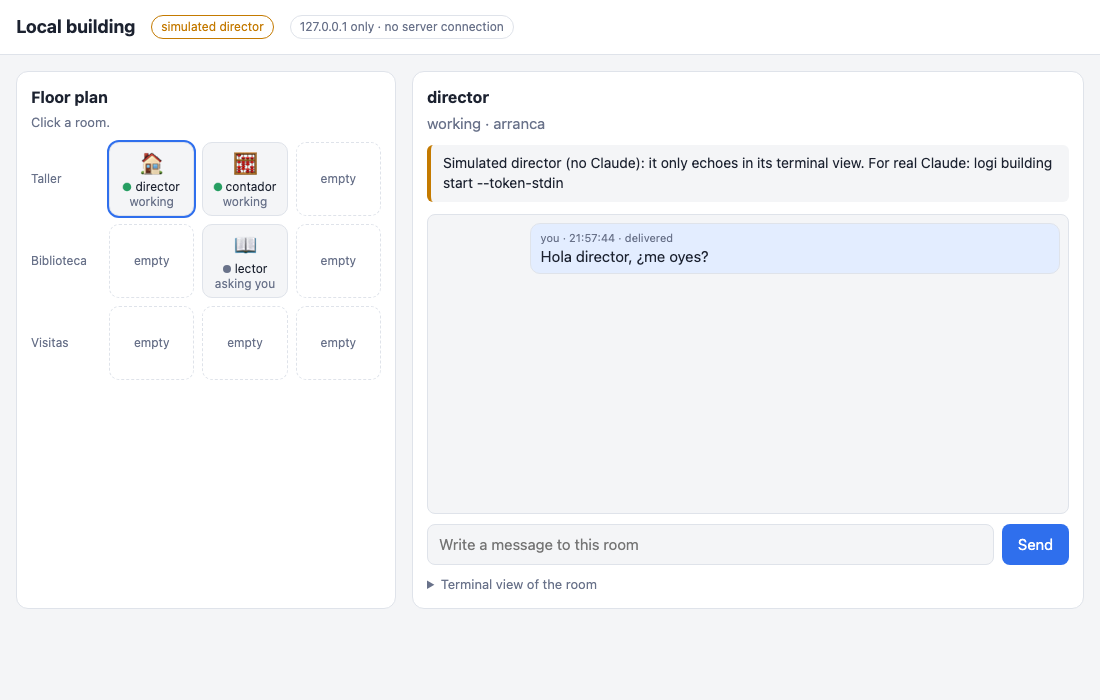 Local building
simulated director
127.0.0.1 only · no server connection
Floor plan
Click a room.
Taller
director
working
contador
working
empty
Biblioteca
empty
lector
asking you
empty
Visitas
empty
empty
empty
director
working · arranca
Simulated director (no Claude): it only echoes in its terminal view. For real Claude: logi building
start --token-stdin
you · 21:57:44 · delivered
Hola director, ¿me oyes?
Write a message to this room
Send
Terminal view of the room